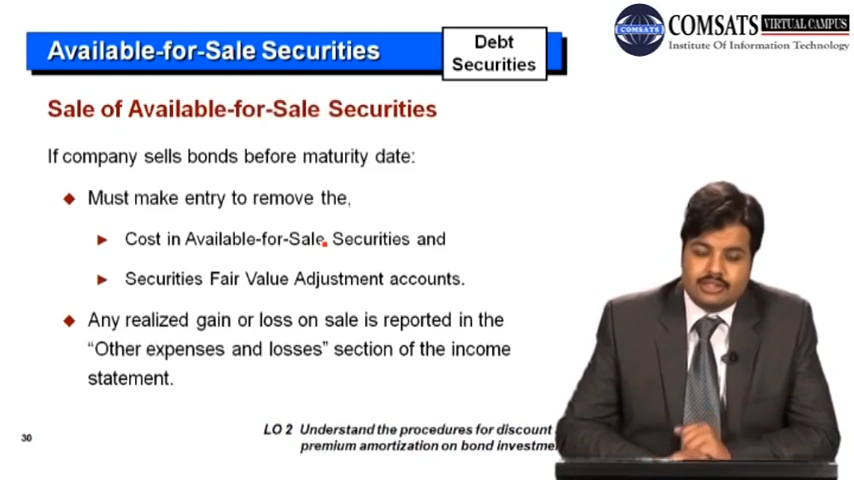 Available-for-Sale Securities
Debt
Securities
COMSATS VIRTUAL CAMPUS
COMSATS
Institute Of Information Technology
Sale of Available-for-Sale Securities
If company sells bonds before maturity date:
Must make entry to remove the,
Cost in Available-for-Sale Securities and
Securities Fair Value Adjustment accounts.
Any realized gain or loss on sale is reported in the
“Other expenses and losses” section of the income
statement.
30
LO 2 Understand the procedures for discount
premium amortization on bond